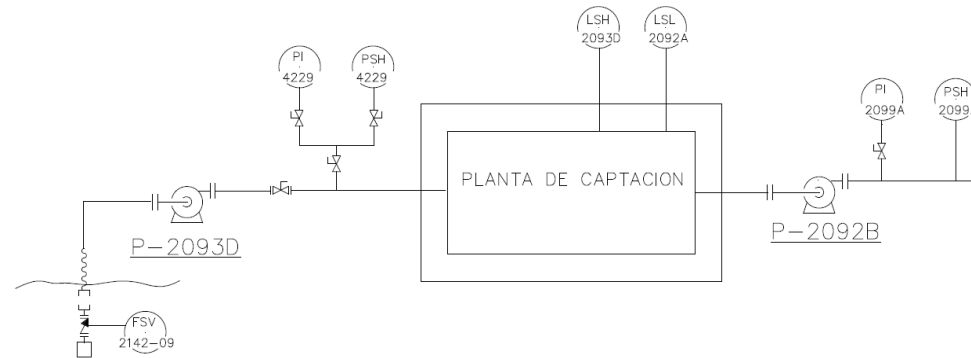 LSH
2093D
LSL
2092A
PI
4229
PSH
4229
PI
2099A
PSH
2099
PLANTA DE CAPTACION
P-2093D
P-2092B
FSV
2142-09